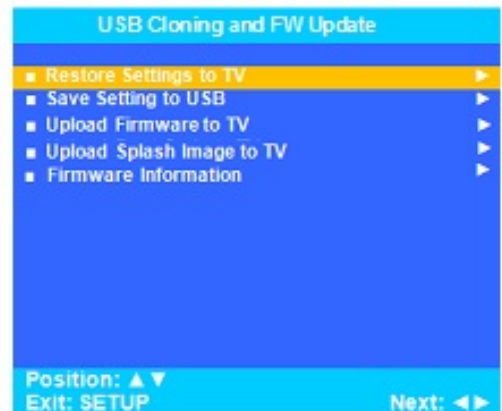 USB Cloning and FW Update
▪ Restore Settings to TV ►
▪ Save Setting to USB ►
▪ Upload Firmware to TV ►
▪ Upload Splash Image to TV ►
▪ Firmware Information ►
Position: ▲▼
Exit: SETUP Next: ◄►